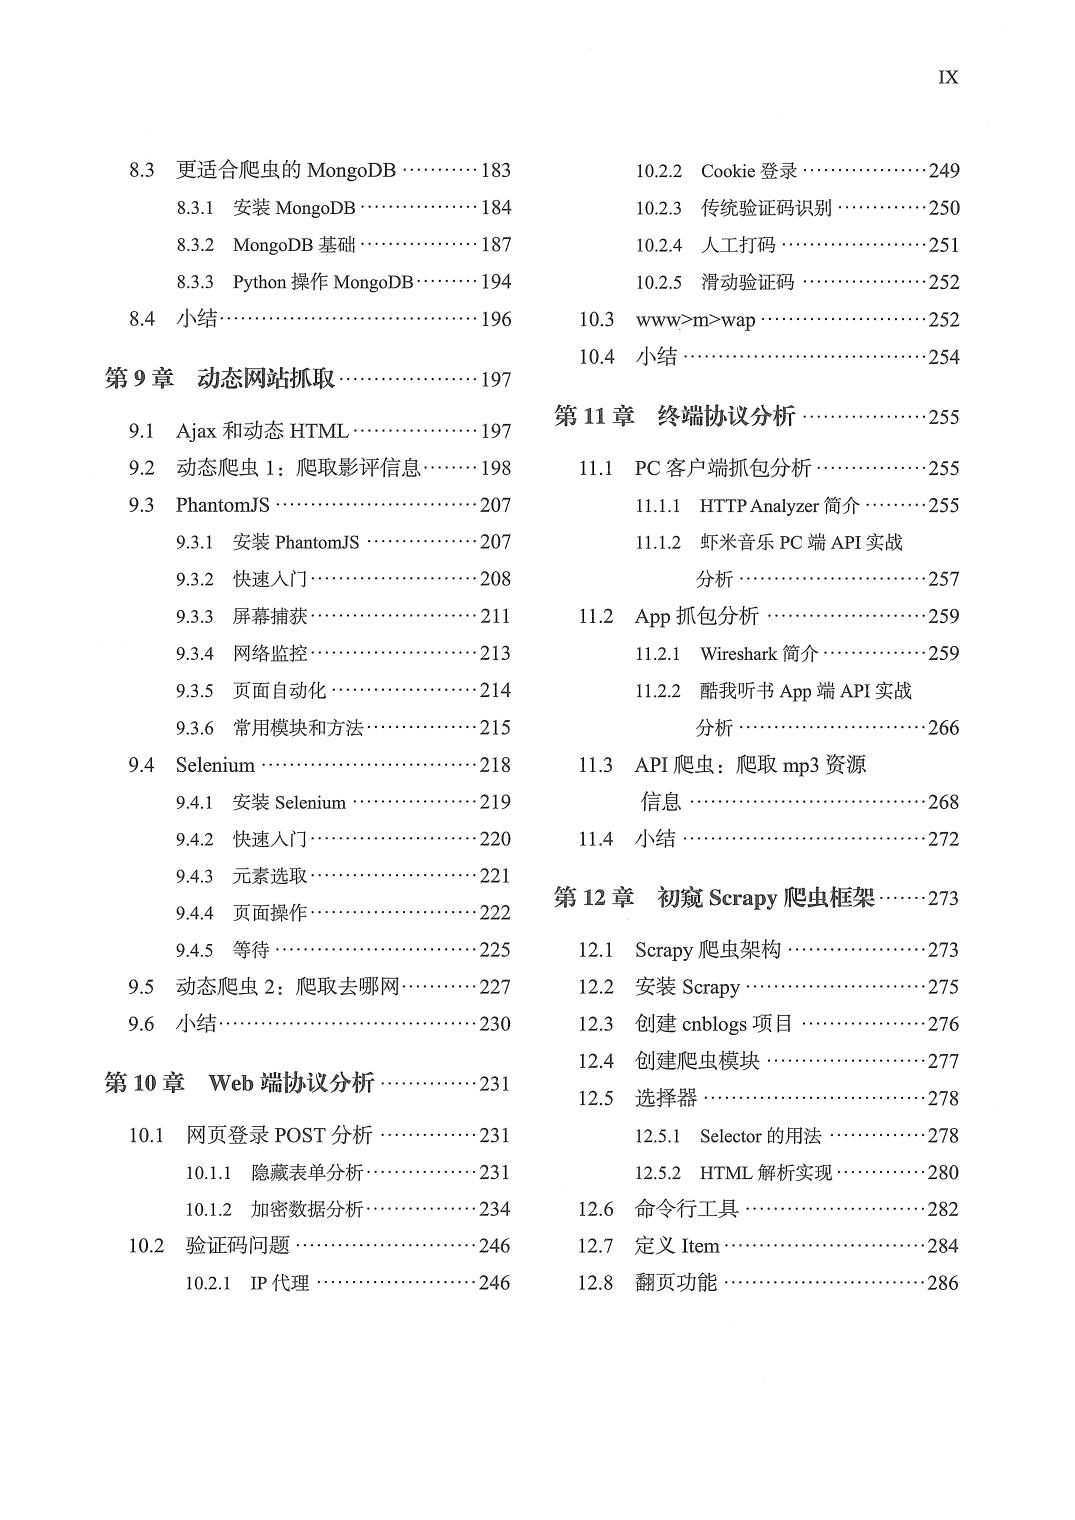 IX
8.3 更适合爬虫的 MongoDB ··········· 183
8.3.1 安装 MongoDB ················· 184
8.3.2 MongoDB 基础 ················· 187
8.3.3 Python 操作 MongoDB ········· 194
8.4 小结 ····································· 196
第 9 章 动态网站抓取 ···················· 197
9.1 Ajax 和动态 HTML ·················· 197
9.2 动态爬虫 1：爬取影评信息 ········ 198
9.3 PhantomJS ····························· 207
9.3.1 安装 PhantomJS ················ 207
9.3.2 快速入门 ························ 208
9.3.3 屏幕捕获 ························ 211
9.3.4 网络监控 ························ 213
9.3.5 页面自动化 ····················· 214
9.3.6 常用模块和方法 ················ 215
9.4 Selenium ······························· 218
9.4.1 安装 Selenium ·················· 219
9.4.2 快速入门 ························ 220
9.4.3 元素选取 ························ 221
9.4.4 页面操作 ························ 222
9.4.5 等待 ····························· 225
9.5 动态爬虫 2：爬取去哪网 ··········· 227
9.6 小结 ····································· 230
第 10 章 Web 端协议分析 ·············· 231
10.1 网页登录 POST 分析 ·············· 231
10.1.1 隐藏表单分析 ················ 231
10.1.2 加密数据分析 ················ 234
10.2 验证码问题 ·························· 246
10.2.1 IP 代理 ······················· 246
10.2.2 Cookie 登录 ·················· 249
10.2.3 传统验证码识别 ············· 250
10.2.4 人工打码 ····················· 251
10.2.5 滑动验证码 ·················· 252
10.3 www>m>wap ························ 252
10.4 小结 ··································· 254
第 11 章 终端协议分析 ·················· 255
11.1 PC 客户端抓包分析 ················ 255
11.1.1 HTTP Analyzer 简介 ········· 255
11.1.2 虾米音乐 PC 端 API 实战
分析 ··························· 257
11.2 App 抓包分析 ······················· 259
11.2.1 Wireshark 简介 ··············· 259
11.2.2 酷我听书 App 端 API 实战
分析 ··························· 266
11.3 API 爬虫：爬取 mp3 资源
信息 ·································· 268
11.4 小结 ··································· 272
第 12 章 初窥 Scrapy 爬虫框架 ······· 273
12.1 Scrapy 爬虫架构 ···················· 273
12.2 安装 Scrapy ·························· 275
12.3 创建 cnblogs 项目 ·················· 276
12.4 创建爬虫模块 ······················· 277
12.5 选择器 ································ 278
12.5.1 Selector 的用法 ·············· 278
12.5.2 HTML 解析实现 ············· 280
12.6 命令行工具 ·························· 282
12.7 定义 Item ····························· 284
12.8 翻页功能 ····························· 286